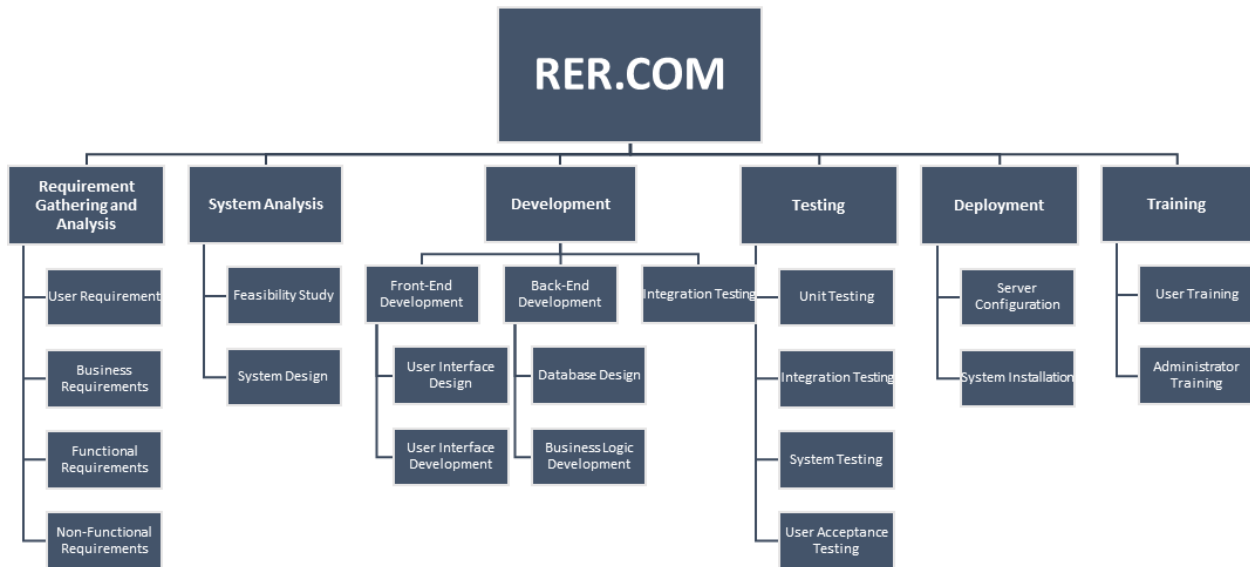 RER.COM
Requirement
Gathering and
Analysis
System Analysis
Development
Testing
Deployment
Training
User Requirement
Business
Requirements
Functional
Requirements
Non-Functional
Requirements
Feasibility Study
System Design
Front-End
Development
User Interface
Design
User Interface
Development
Back-End
Development
Database Design
Business Logic
Development
Integration Testing
Unit Testing
Integration Testing
System Testing
User Acceptance
Testing
Server
Configuration
System Installation
User Training
Administrator
Training